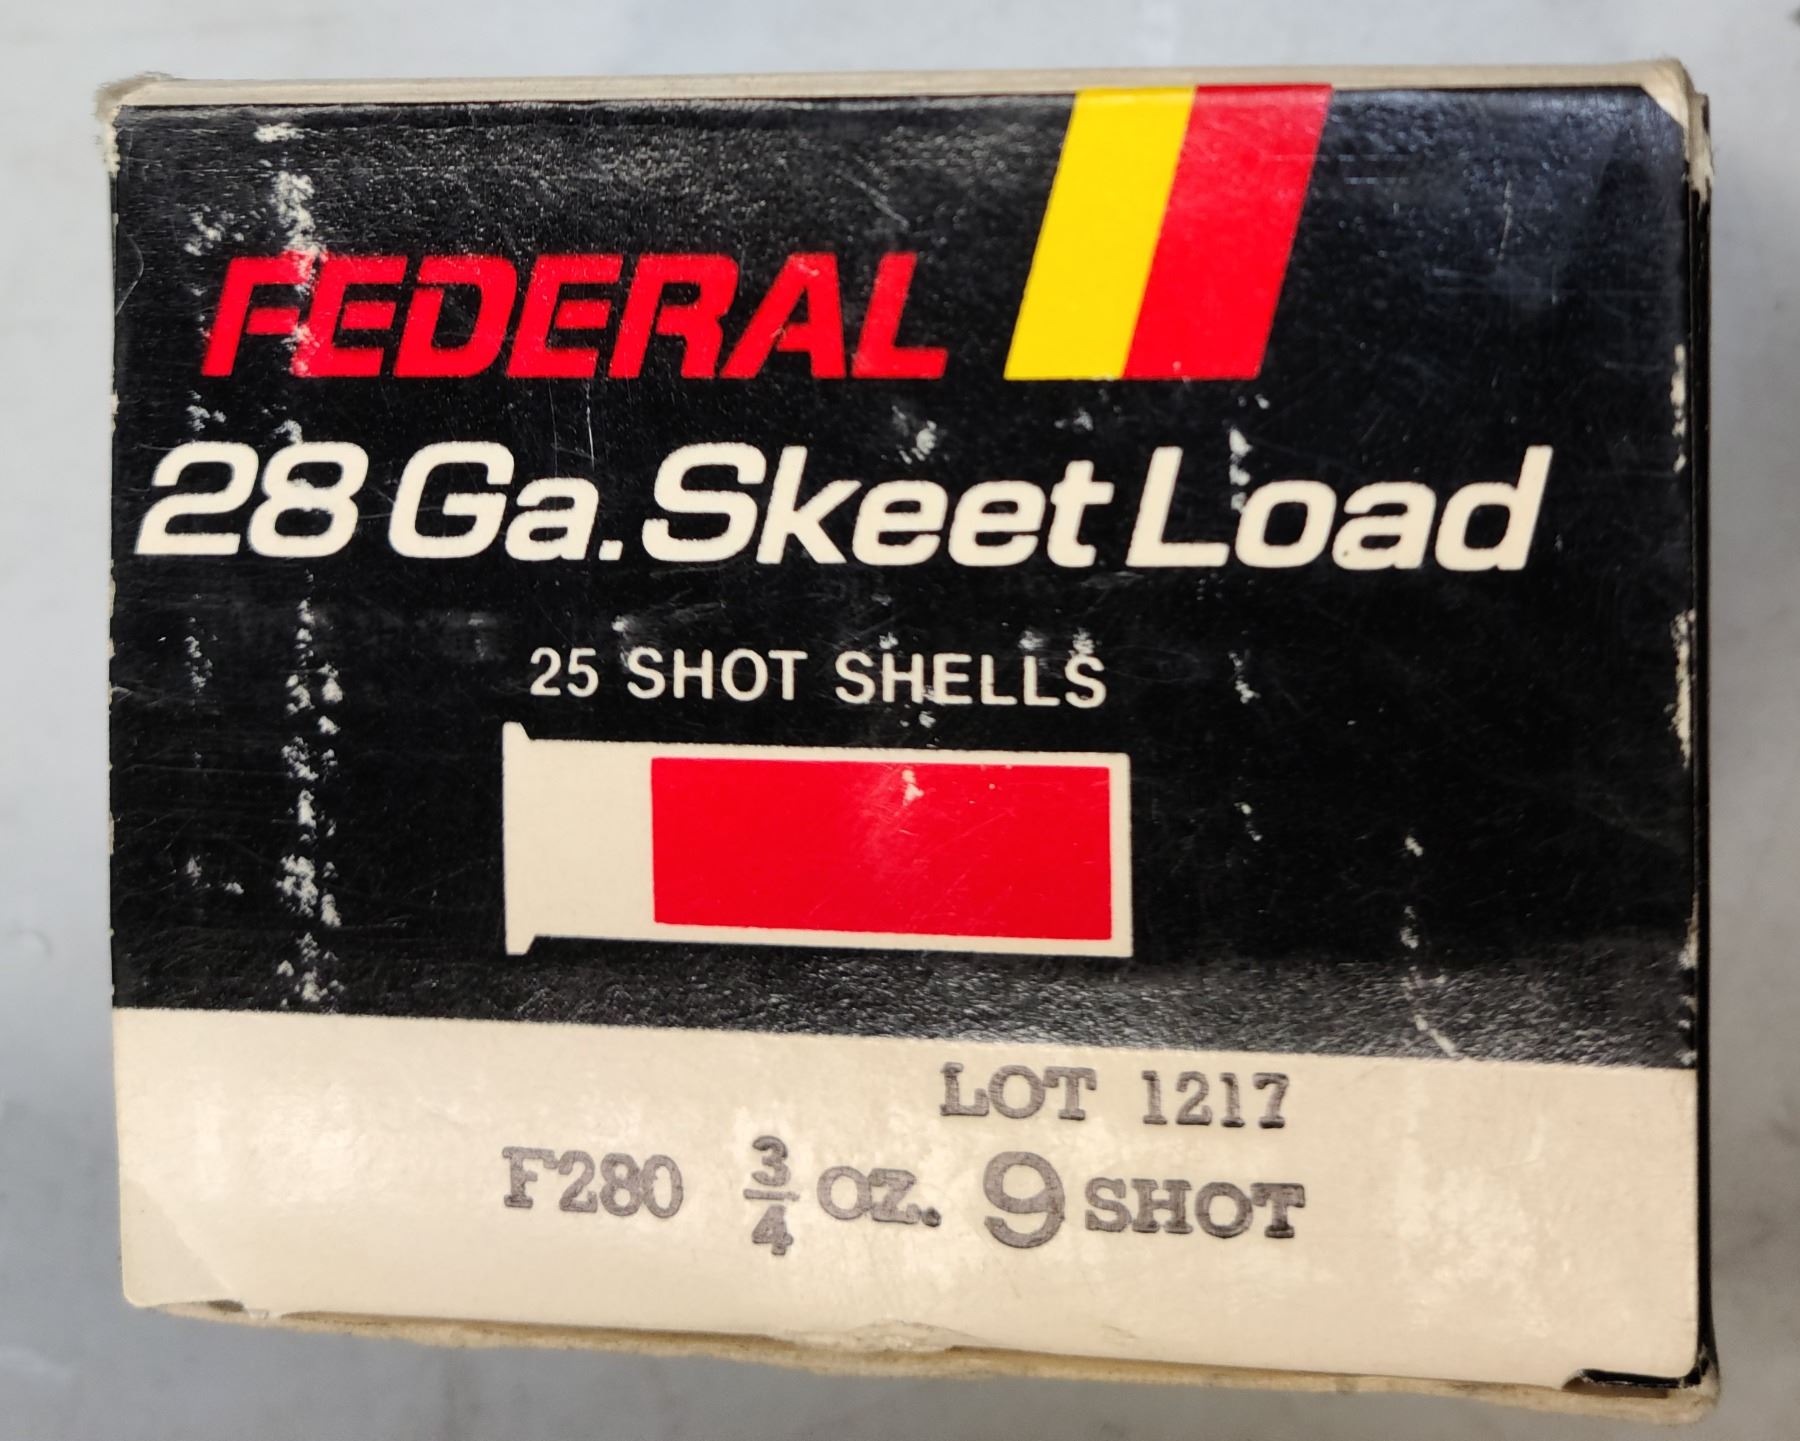 FEDERAL
28 Ga. Skeet Load
25 SHOT SHELLS
LOT 1217
F280 3/4 OZ. 9 SHOT